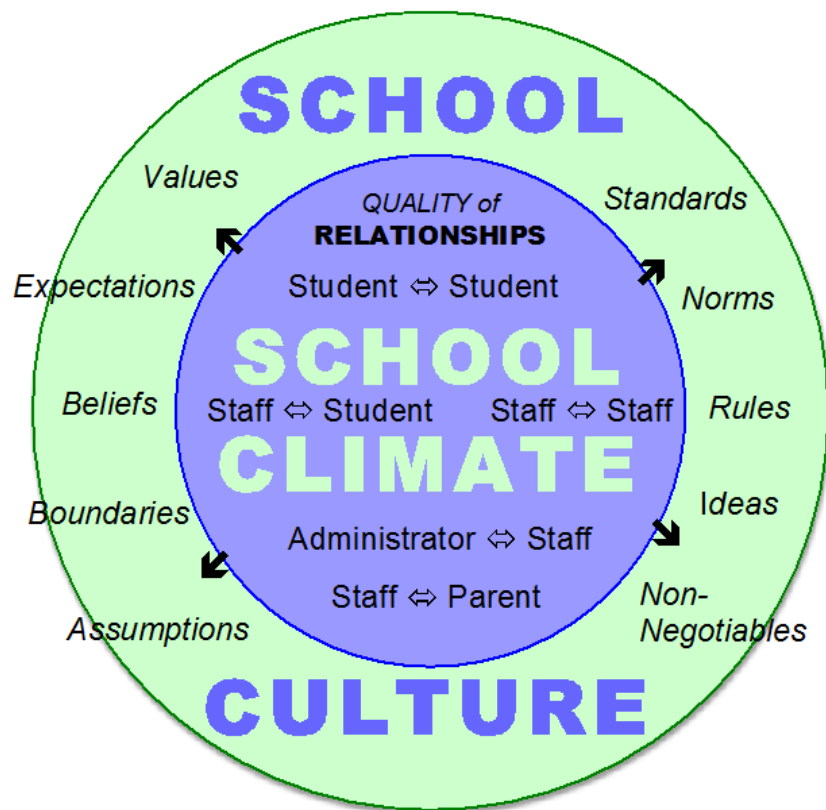 SCHOOL
Values
QUALITY of
Standards
RELATIONSHIPS
Expectations
Student ⇔ Student
Norms
SCHOOL
Beliefs
Staff ⇔ Student
Staff ⇔ Staff
Rules
CLIMATE
Boundaries
Ideas
Administrator ⇔ Staff
Staff ⇔ Parent
Non-
Assumptions
Negotiables
CULTURE